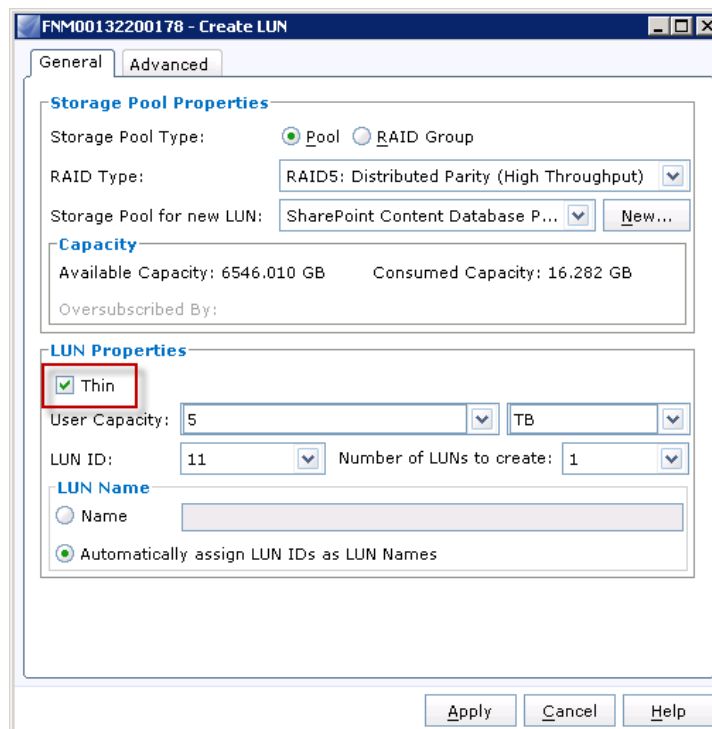 FNM00132200178 - Create LUN
General Advanced
Storage Pool Properties
Storage Pool Type: Pool RAID Group
RAID Type: RAID5: Distributed Parity (High Throughput)
Storage Pool for new LUN: SharePoint Content Database P... New...
Capacity
Available Capacity: 6546.010 GB Consumed Capacity: 16.282 GB
Oversubscribed By:
LUN Properties
Thin
User Capacity: 5 TB
LUN ID: 11 Number of LUNs to create: 1
LUN Name
Name
Automatically assign LUN IDs as LUN Names
Apply Cancel Help